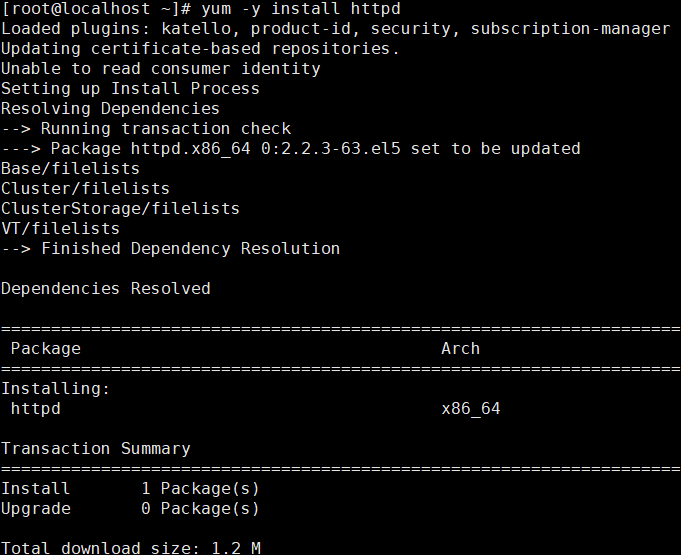 [root@localhost ~]# yum -y install httpd
Loaded plugins: katello, product-id, security, subscription-manager
Updating certificate-based repositories.
Unable to read consumer identity
Setting up Install Process
Resolving Dependencies
--> Running transaction check
---> Package httpd.x86_64 0:2.2.3-63.el5 set to be updated
Base/filelists
Cluster/filelists
ClusterStorage/filelists
VT/filelists
--> Finished Dependency Resolution
Dependencies Resolved
====================================================================
Package Arch
====================================================================
Installing:
httpd x86_64
Transaction Summary
====================================================================
Install 1 Package(s)
Upgrade 0 Package(s)
Total download size: 1.2 M